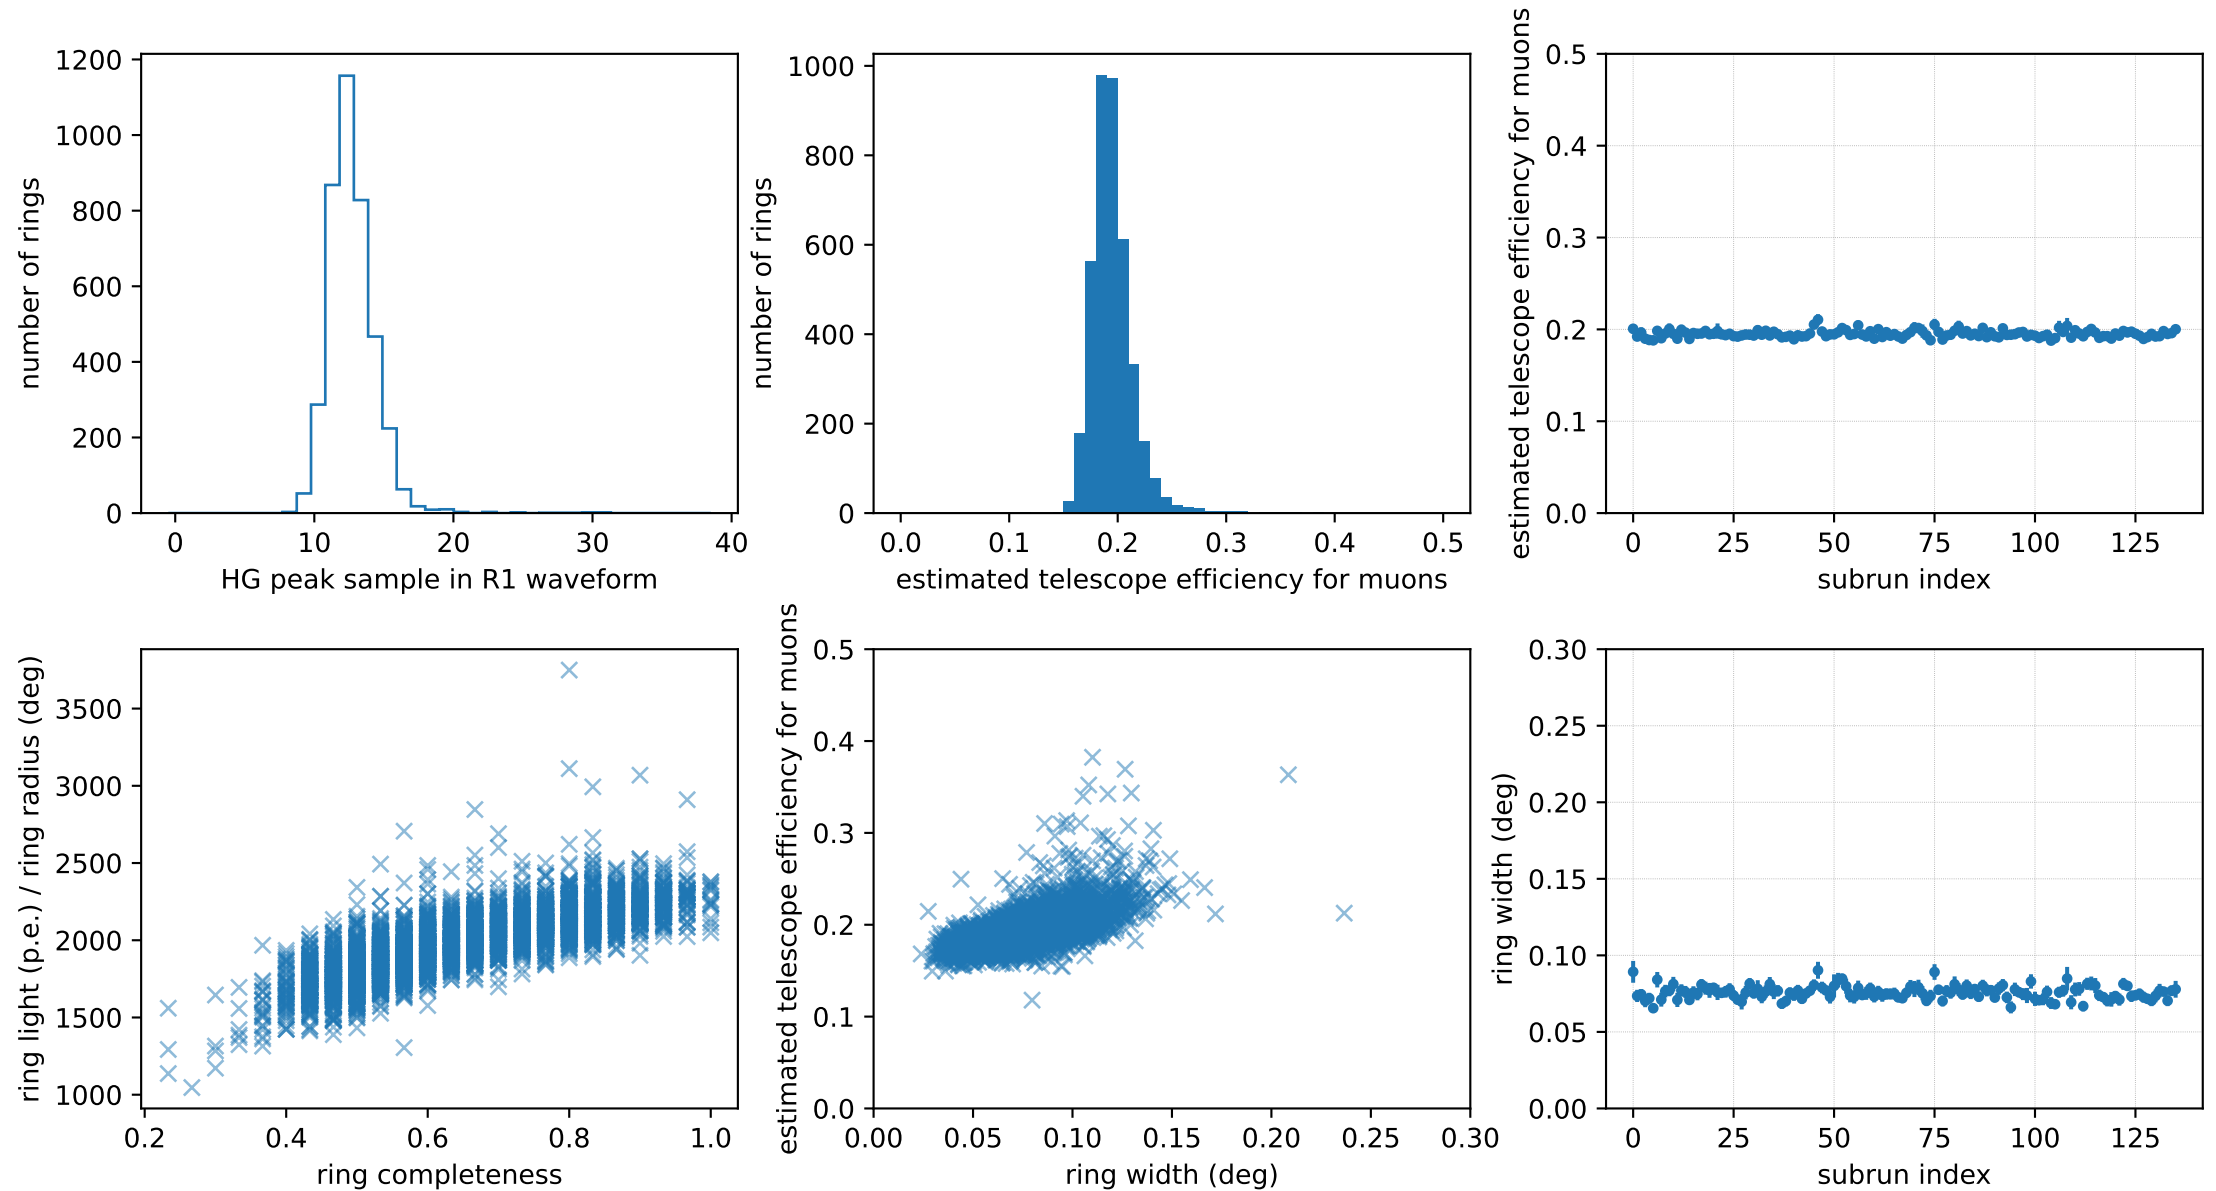 1200
1000
800
600
400
200
0
number of rings
0 10 20 30 40
HG peak sample in R1 waveform
1000
800
600
400
200
0
number of rings
0.0 0.1 0.2 0.3 0.4 0.5
estimated telescope efficiency for muons
0.5
0.4
0.3
0.2
0.1
0.0
estimated telescope efficiency for muons
0 25 50 75 100 125
subrun index
3500
3000
2500
2000
1500
1000
ring light (p.e.) / ring radius (deg)
0.2 0.4 0.6 0.8 1.0
ring completeness
0.5
0.4
0.3
0.2
0.1
0.0
estimated telescope efficiency for muons
0.00 0.05 0.10 0.15 0.20 0.25 0.30
ring width (deg)
0.30
0.25
0.20
0.15
0.10
0.05
0.00
ring width (deg)
0 25 50 75 100 125
subrun index